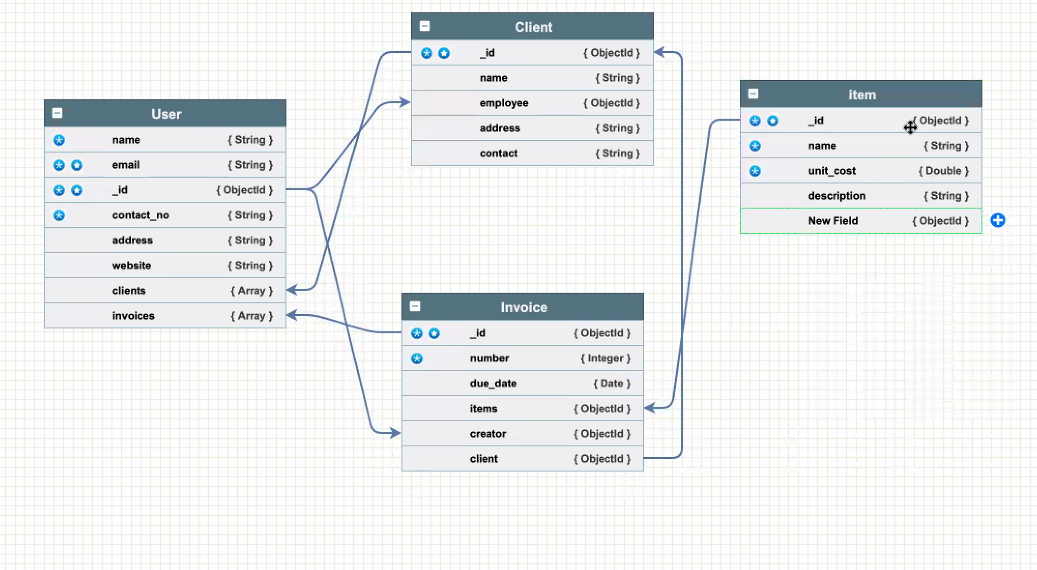 Client
_id { ObjectId }
name { String }
employee { ObjectId }
address { String }
contact { String }
User
name { String }
email { String }
_id { ObjectId }
contact_no { String }
address { String }
website { String }
clients { Array }
invoices { Array }
item
_id { ObjectId }
name { String }
unit_cost { Double }
description { String }
New Field { ObjectId }
Invoice
_id { ObjectId }
number { Integer }
due_date { Date }
items { ObjectId }
creator { ObjectId }
client { ObjectId }